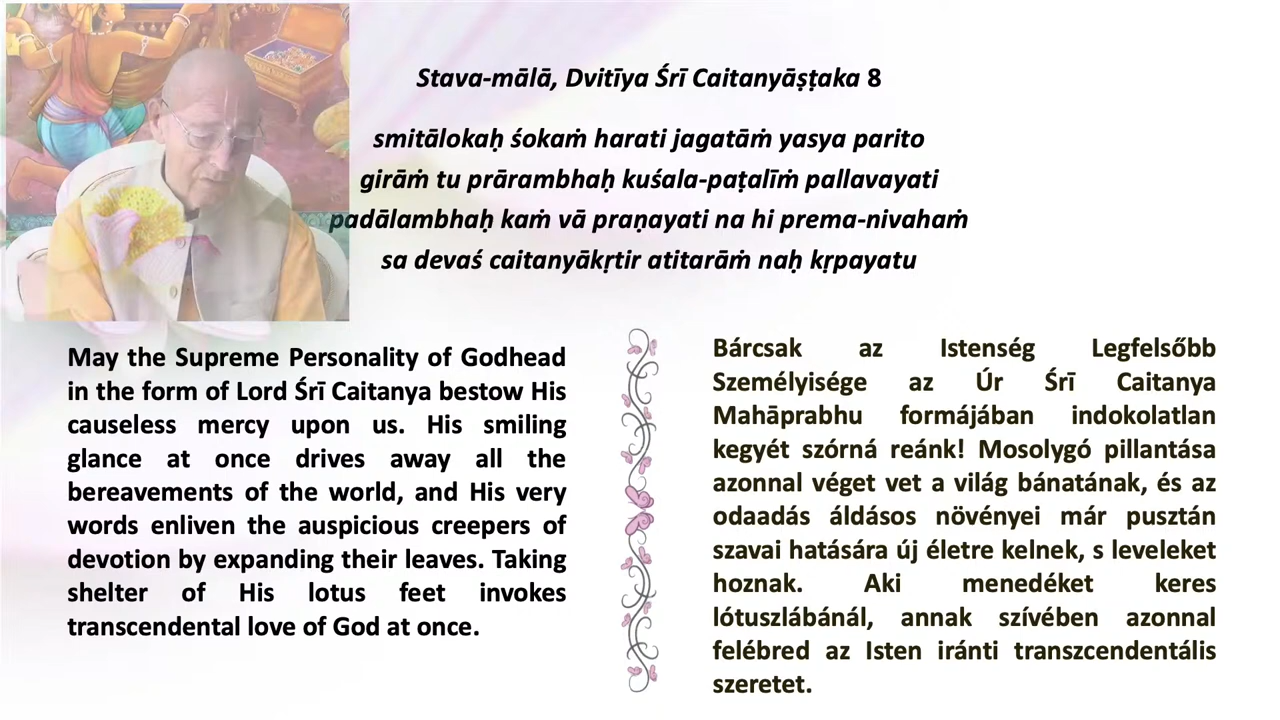 Stava-mālā, Dvitīya Śrī Caitanyāṣṭaka 8
smitālokaḥ śokaṁ harati jagatāṁ yasya parito
girāṁ tu prārambhaḥ kuśala-paṭalīṁ pallavayati
padālambhaḥ kaṁ vā praṇayati na hi prema-nivahaṁ
sa devaś caitanyākṛtir atitarāṁ naḥ kṛpayatu
May the Supreme Personality of Godhead
in the form of Lord Śrī Caitanya bestow His
causeless mercy upon us. His smiling
glance at once drives away all the
bereavements of the world, and His very
words enliven the auspicious creepers of
devotion by expanding their leaves. Taking
shelter of His lotus feet invokes
transcendental love of God at once.
Bárcsak az Istenség Legfelsőbb
Személyisége az Úr Śrī Caitanya
Mahāprabhu formájában indokolatlan
kegyét szórná reánk! Mosolygó pillantása
azonnal véget vet a világ bánatának, és az
odaadás áldásos növényei már pusztán
szavai hatására új életre kelnek, s leveleket
hoznak. Aki menedéket keres
lótuszlábánál, annak szívében azonnal
felébred az Isten iránti transzcendentális
szeretet.